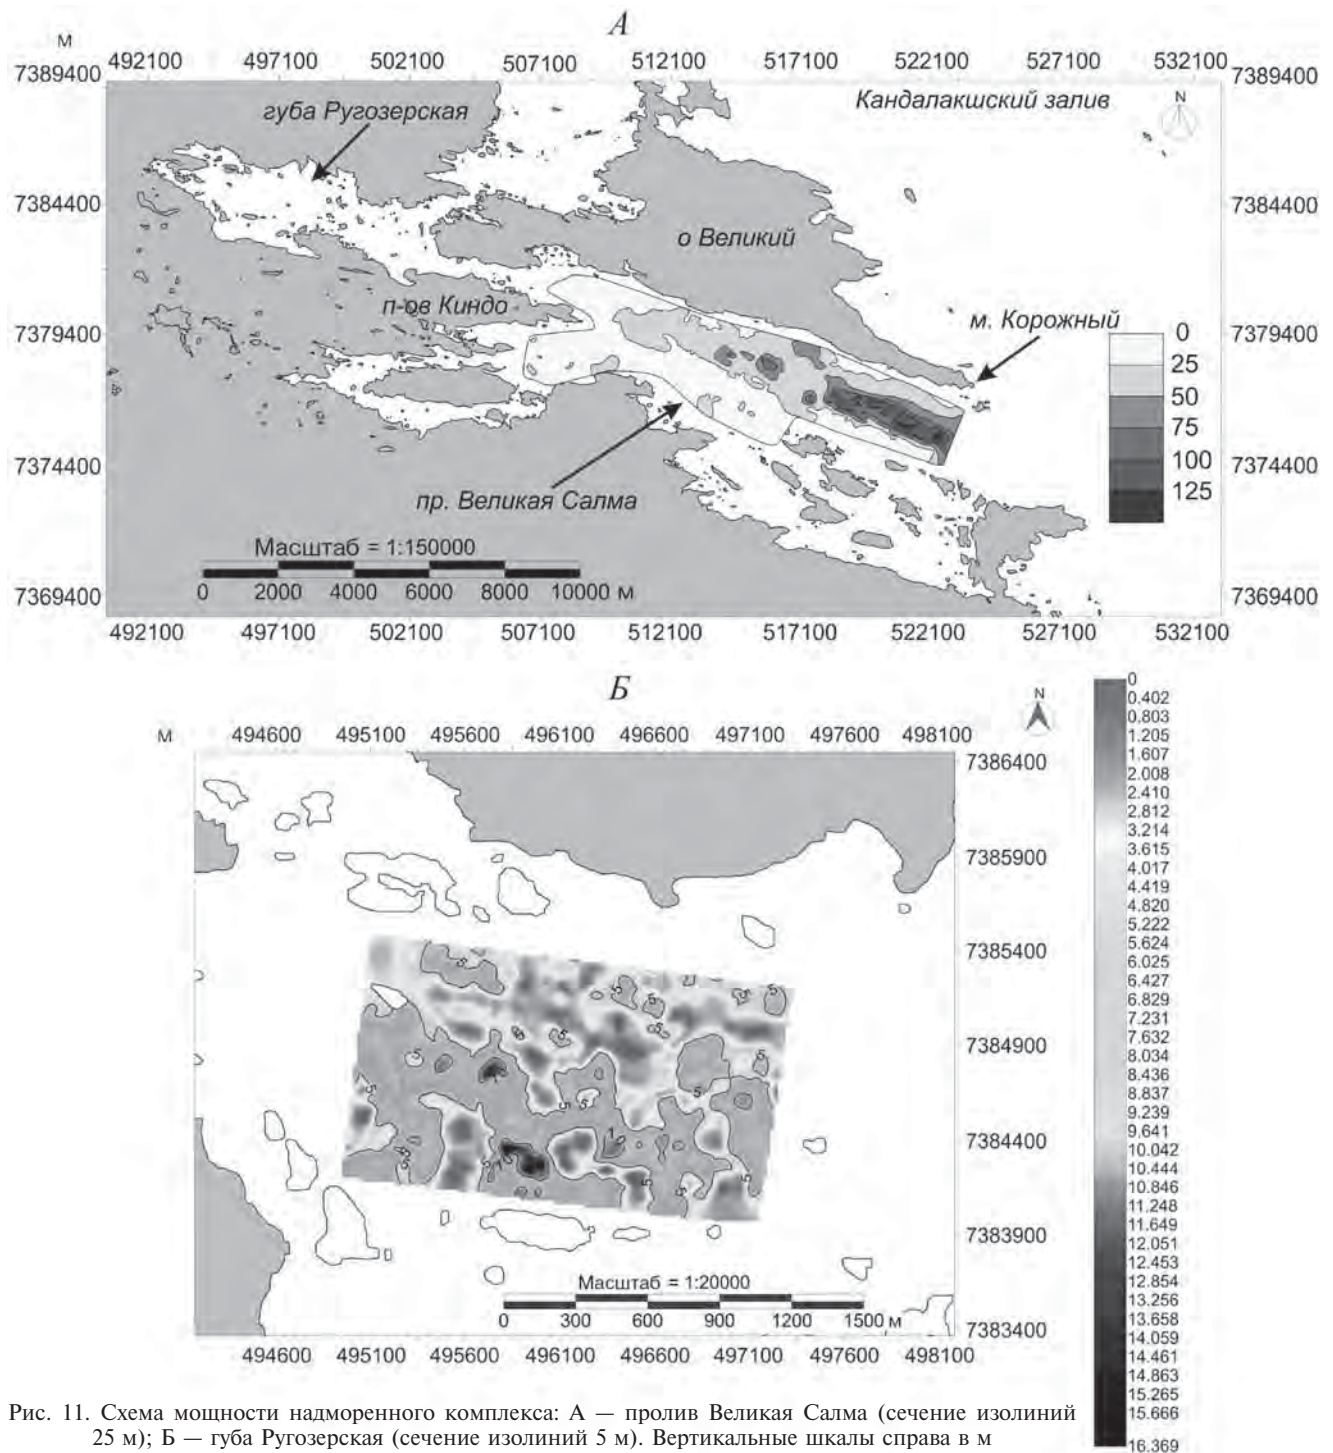 А
М
492100 497100 502100 507100 512100 517100 522100 527100 532100
7389400 7389400
губа Ругозерская
Кандалакшский залив
N
7384400 7384400
о Великий
п-ов Киндо
м. Корожный
7379400 7379400
0
25
50
75
100
125
7374400 7374400
пр. Великая Салма
Масштаб = 1:150000
0 2000 4000 6000 8000 10000 м
7369400 7369400
492100 497100 502100 507100 512100 517100 522100 527100 532100
Б
N
М
494600 495100 495600 496100 496600 497100 497600 498100
7386400
7385900
7385400
7384900
7384400
7383900
7383400
Масштаб = 1:20000
0 300 600 900 1200 1500 м
494600 495100 495600 496100 496600 497100 497600 498100
0
0.402
0.803
1.205
1.607
2.008
2.410
2.812
3.214
3.615
4.017
4.419
4.820
5.222
5.624
6.025
6.427
6.829
7.231
7.632
8.034
8.436
8.837
9.239
9.641
10.042
10.444
10.846
11.248
11.649
12.051
12.453
12.854
13.256
13.658
14.059
14.461
14.863
15.265
15.666
16.369
Рис. 11. Схема мощности надморенного комплекса: А — пролив Великая Салма (сечение изолиний
25 м); Б — губа Ругозерская (сечение изолиний 5 м). Вертикальные шкалы справа в м